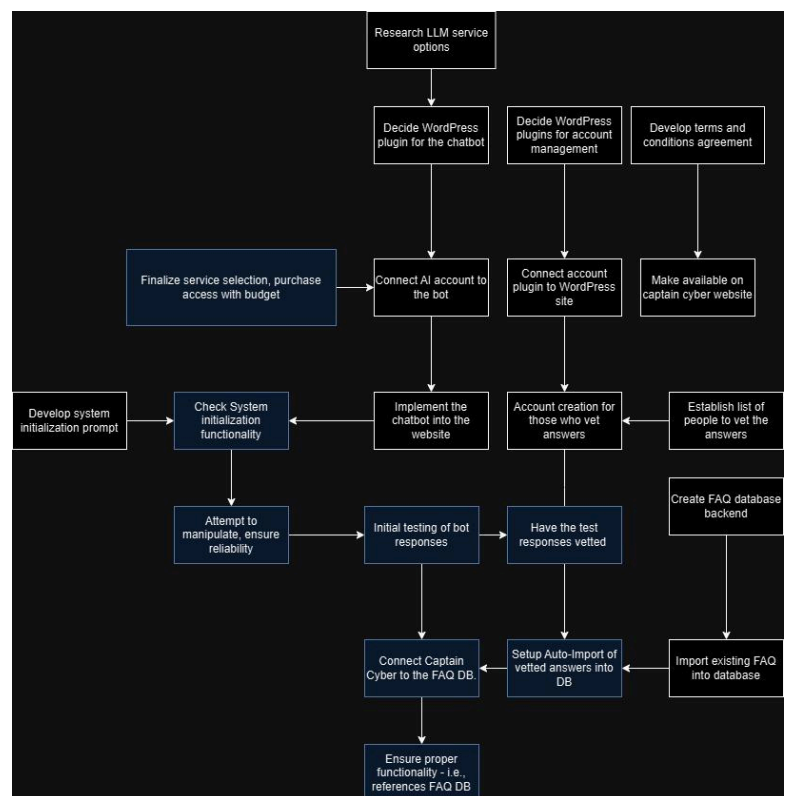 Research LLM service
options
Decide WordPress
plugin for the chatbot
Decide WordPress
plugins for account
management
Develop terms and
conditions agreement
Finalize service selection, purchase
access with budget
Connect AI account to
the bot
Connect account
plugin to WordPress
site
Make available on
captain cyber website
Develop system
initialization prompt
Check System
initialization
functionality
Implement the
chatbot into the
website
Account creation for
those who vet
answers
Establish list of
people to vet the
answers
Attempt to
manipulate, ensure
reliability
Initial testing of bot
responses
Have the test
responses vetted
Create FAQ database
backend
Connect Captain
Cyber to the FAQ DB.
Setup Auto-Import of
vetted answers into
DB
Import existing FAQ
into database
Ensure proper
functionality - i.e.,
references FAQ DB